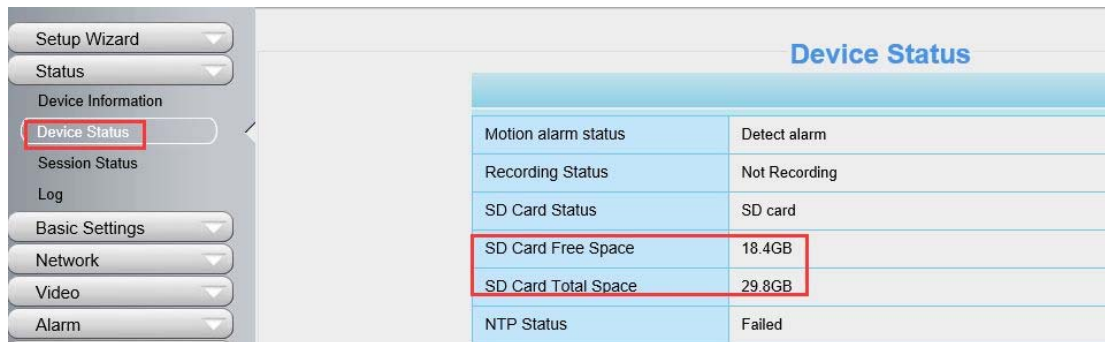 Setup Wizard
Status
Device Information
Device Status
Session Status
Log
Basic Settings
Network
Video
Alarm
Device Status
Motion alarm status Detect alarm
Recording Status Not Recording
SD Card Status SD card
SD Card Free Space 18.4GB
SD Card Total Space 29.8GB
NTP Status Failed